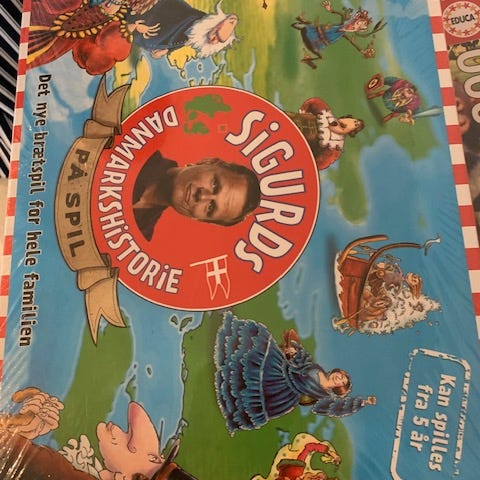 SIGURDS
DANMARKSHISTORIE
PÅ SPIL
Det nye brætspil for hele familien
Kan spilles
fra 5 år
EDUCA